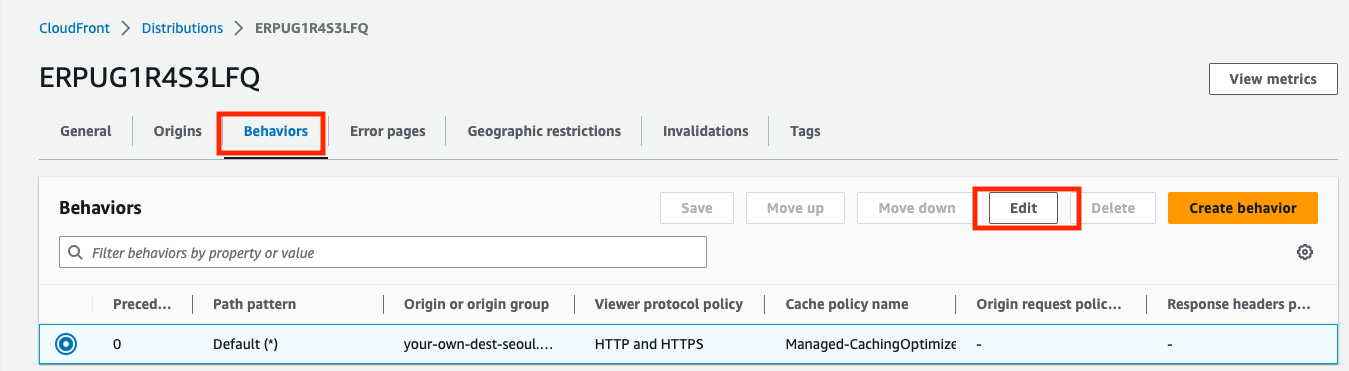 CloudFront > Distributions > ERPUG1R4S3LFQ
ERPUG1R4S3LFQ
View metrics
General Origins Behaviors Error pages Geographic restrictions Invalidations Tags
Behaviors Save Move up Move down Edit Delete Create behavior
Filter behaviors by property or value
Preced... Path pattern Origin or origin group Viewer protocol policy Cache policy name Origin request polic... Response headers p...
0 Default (*) your-own-dest-seoul.... HTTP and HTTPS Managed-CachingOptimize - -